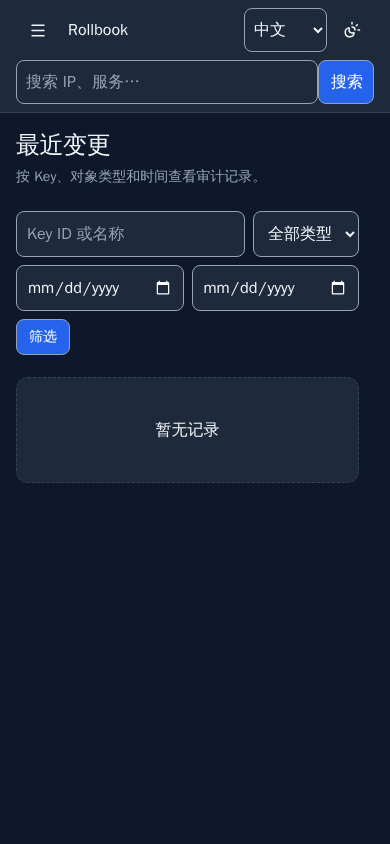 Rollbook
中文
搜索 IP、服务…
搜索
最近变更
按 Key、对象类型和时间查看审计记录。
Key ID 或名称
全部类型
mm/dd/yyyy
mm/dd/yyyy
筛选
暂无记录